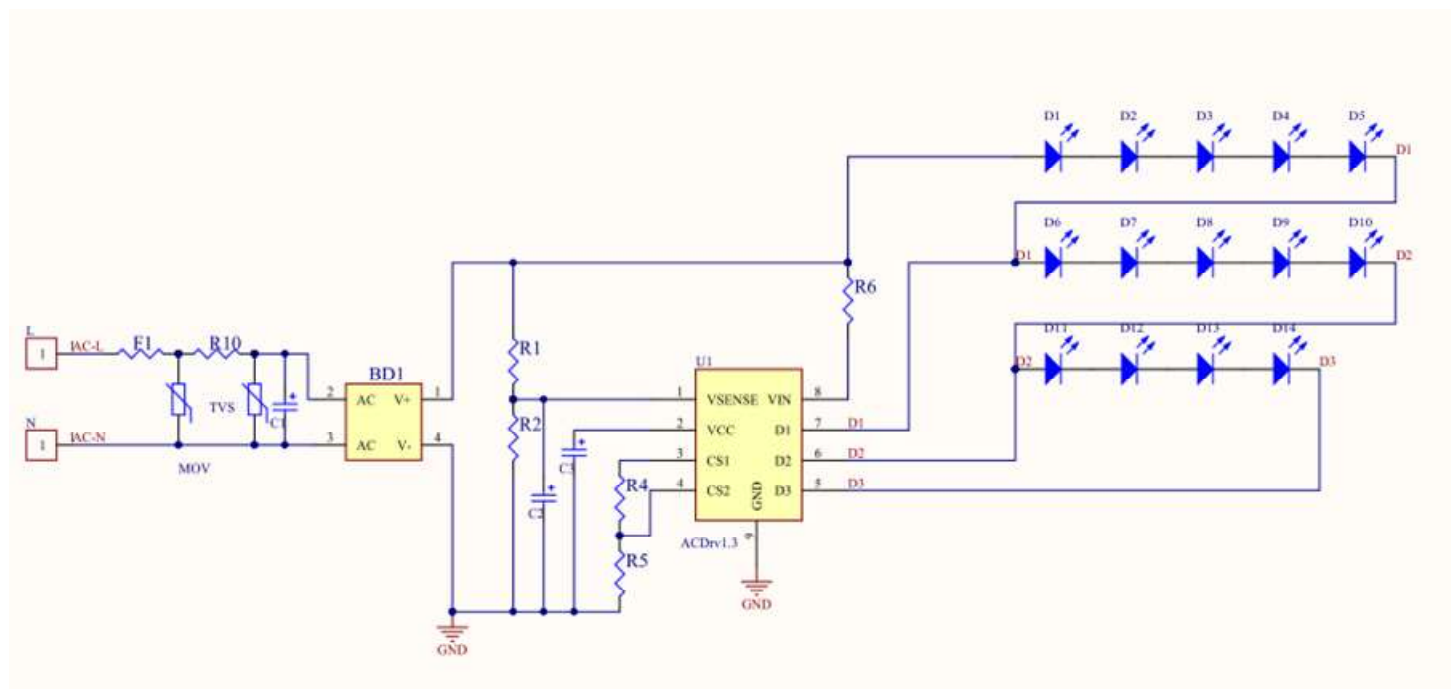 D1 D2 D3 D4 D5
D1
D6 D7 D8 D9 D10
D1 D2
R6
D11 D12 D13 D14
D2 D3
L
1 IAC-L F1 R10
R1
U1
BD1
2 AC V+ 1
TVS
C1
1 VSENSE VIN 8
N
R2
2 VCC D1 7 D1
1 IAC-N
3 AC V- 4
3 CS1 D2 6 D2
MOV
C3
R4
4 CS2 D3 5 D3
GND
C2
ACDrv1.3
9
R5
GND
GND